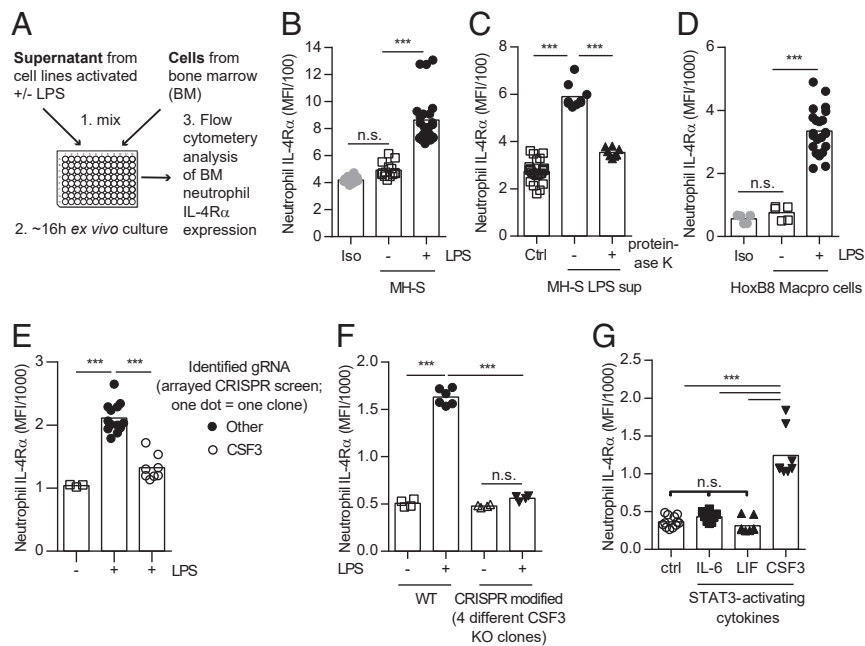 A
Supernatant from
cell lines activated
+/- LPS
Cells from
bone marrow
(BM)
1. mix
3. Flow
cytometery
analysis
of BM
neutrophil
IL-4Rα
expression
2. ~16h ex vivo culture
B
Neutrophil IL-4Rα (MFI/100)
14
12
10
8
6
4
2
0
n.s.
***
Iso - + LPS
MH-S
C
Neutrophil IL-4Rα (MFI/100)
8
6
4
2
0
*** ***
Ctrl - + protein-
ase K
MH-S LPS sup
D
Neutrophil IL-4Rα (MFI/1000)
6
4
2
0
n.s.
***
Iso - + LPS
HoxB8 Macpro cells
E
Neutrophil IL-4Rα (MFI/1000)
3
2
1
0
*** ***
- + + LPS
Identified gRNA
(arrayed CRISPR screen;
one dot = one clone)
Other
CSF3
F
Neutrophil IL-4Rα (MFI/1000)
2.0
1.5
1.0
0.5
0.0
*** ***
n.s.
LPS - + - +
WT
CRISPR modified
(4 different CSF3
KO clones)
G
Neutrophil IL-4Rα (MFI/1000)
2.5
2.0
1.5
1.0
0.5
0.0
***
n.s.
ctrl IL-6 LIF CSF3
STAT3-activating
cytokines